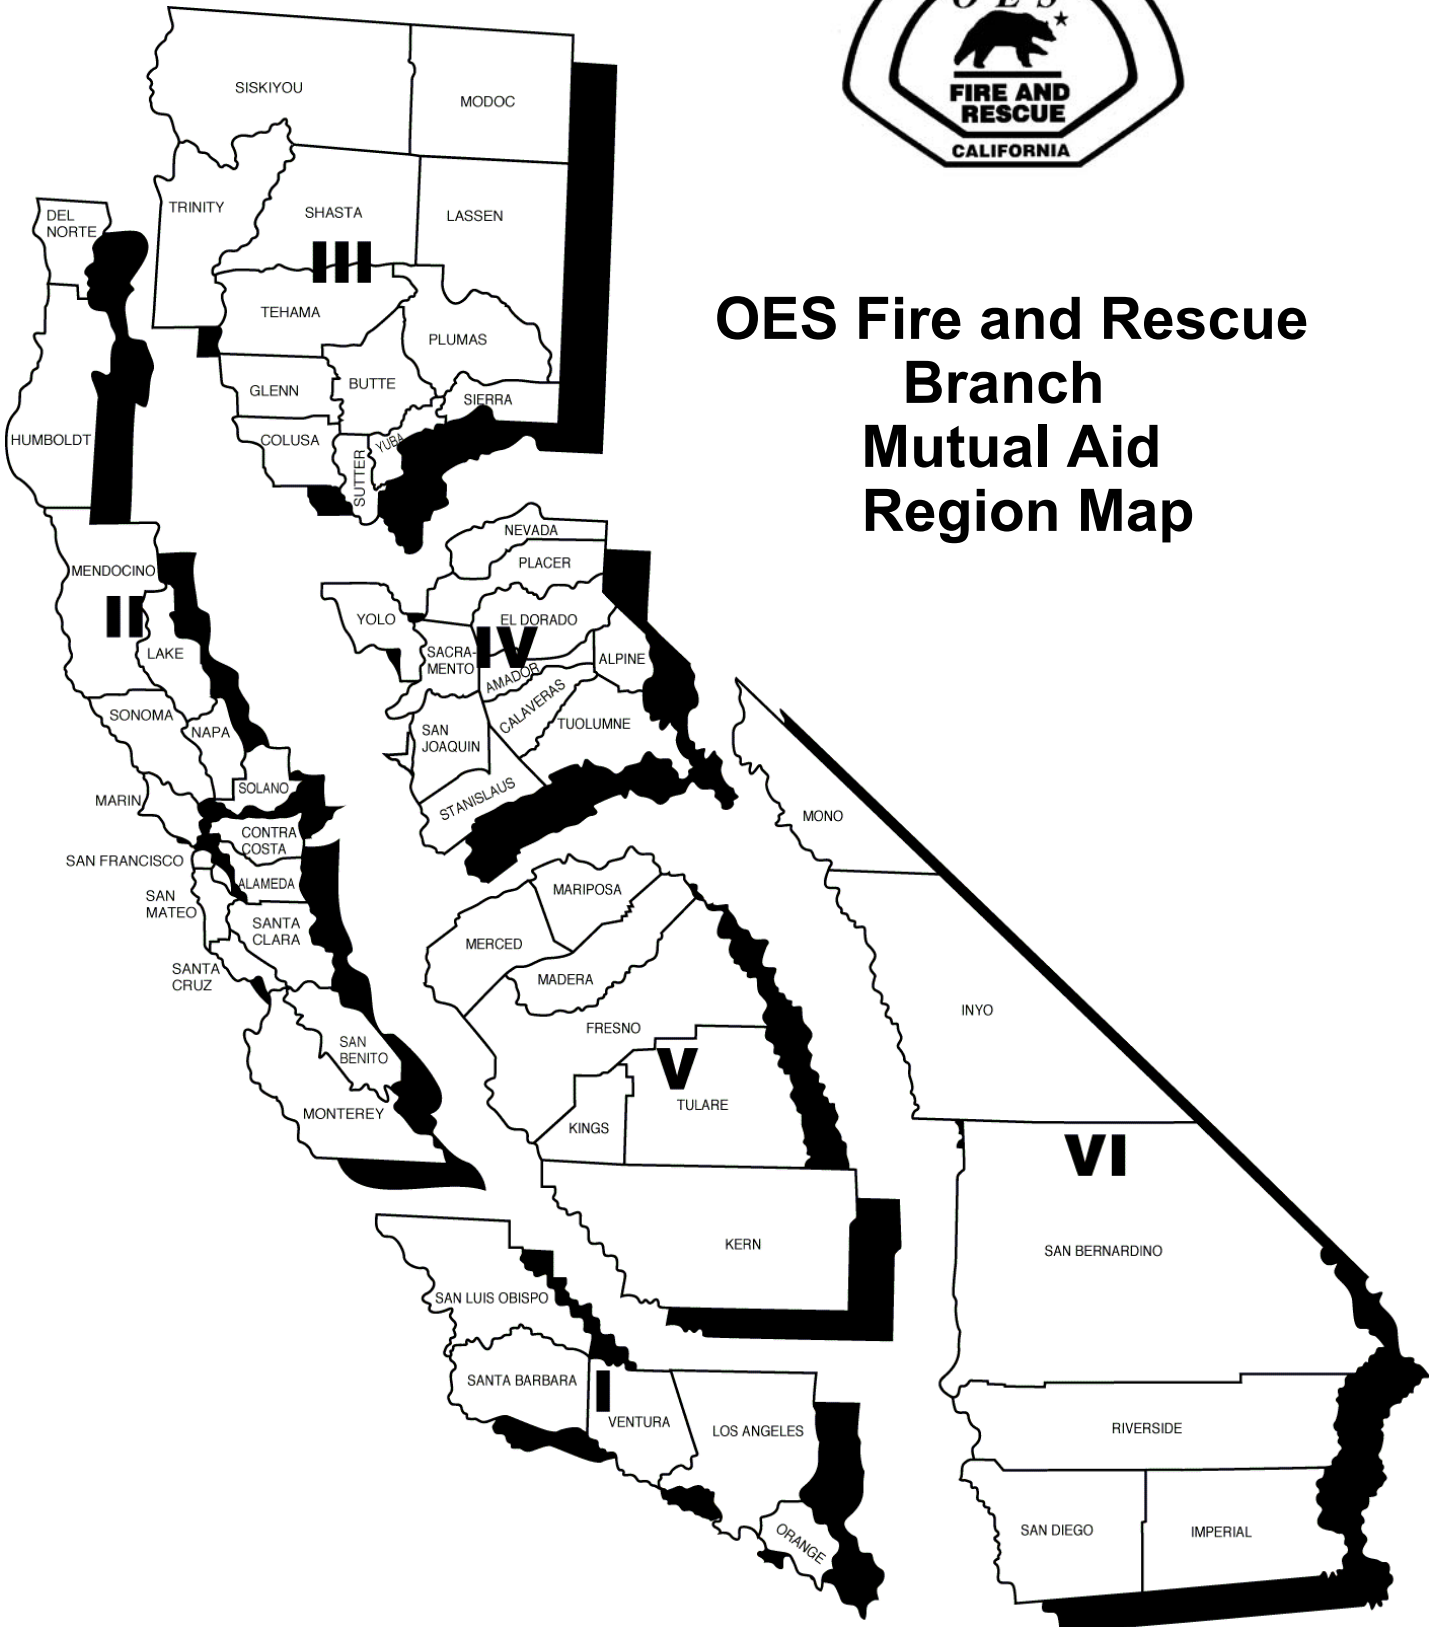 OES
FIRE AND
RESCUE
CALIFORNIA
OES Fire and Rescue
Branch
Mutual Aid
Region Map
SISKIYOU
MODOC
TRINITY
SHASTA
LASSEN
III
TEHAMA
PLUMAS
GLENN
BUTTE
SIERRA
COLUSA
YUBA
SUTTER
DEL
NORTE
HUMBOLDT
MENDOCINO
II
LAKE
SONOMA
NAPA
SOLANO
MARIN
CONTRA
COSTA
SAN FRANCISCO
ALAMEDA
SAN
MATEO
SANTA
CLARA
SANTA
CRUZ
SAN
BENITO
MONTEREY
NEVADA
PLACER
YOLO
EL DORADO
IV
SACRA-
MENTO
ALPINE
AMADOR
CALAVERAS
SAN
JOAQUIN
TUOLUMNE
STANISLAUS
MARIPOSA
MERCED
MADERA
FRESNO
V
TULARE
KINGS
KERN
SAN LUIS OBISPO
SANTA BARBARA
I
VENTURA
LOS ANGELES
ORANGE
MONO
INYO
VI
SAN BERNARDINO
RIVERSIDE
SAN DIEGO
IMPERIAL